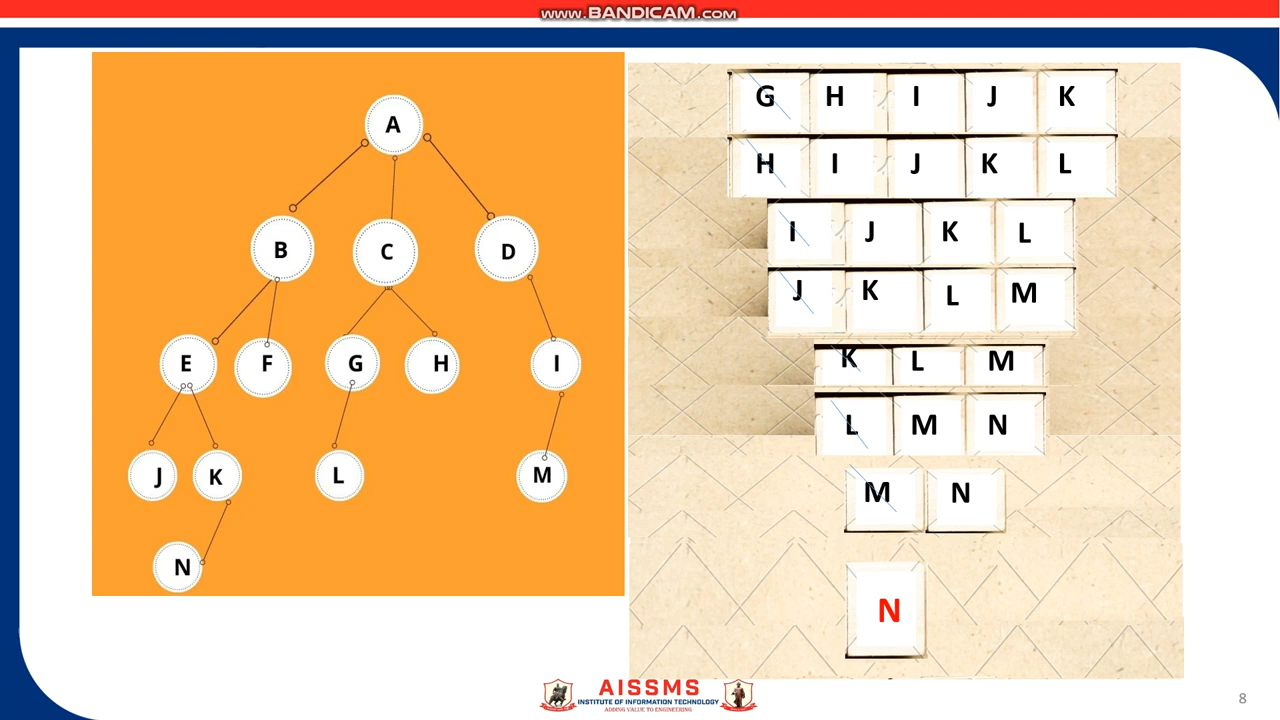 www.BANDICAM.com
A
B C D
E F G H I
J K L M
N
G H I J K
H I J K L
I J K L
J K L M
K L M
L M N
M N
N
AISSMS
INSTITUTE OF INFORMATION TECHNOLOGY
ADDING VALUE TO ENGINEERING
8